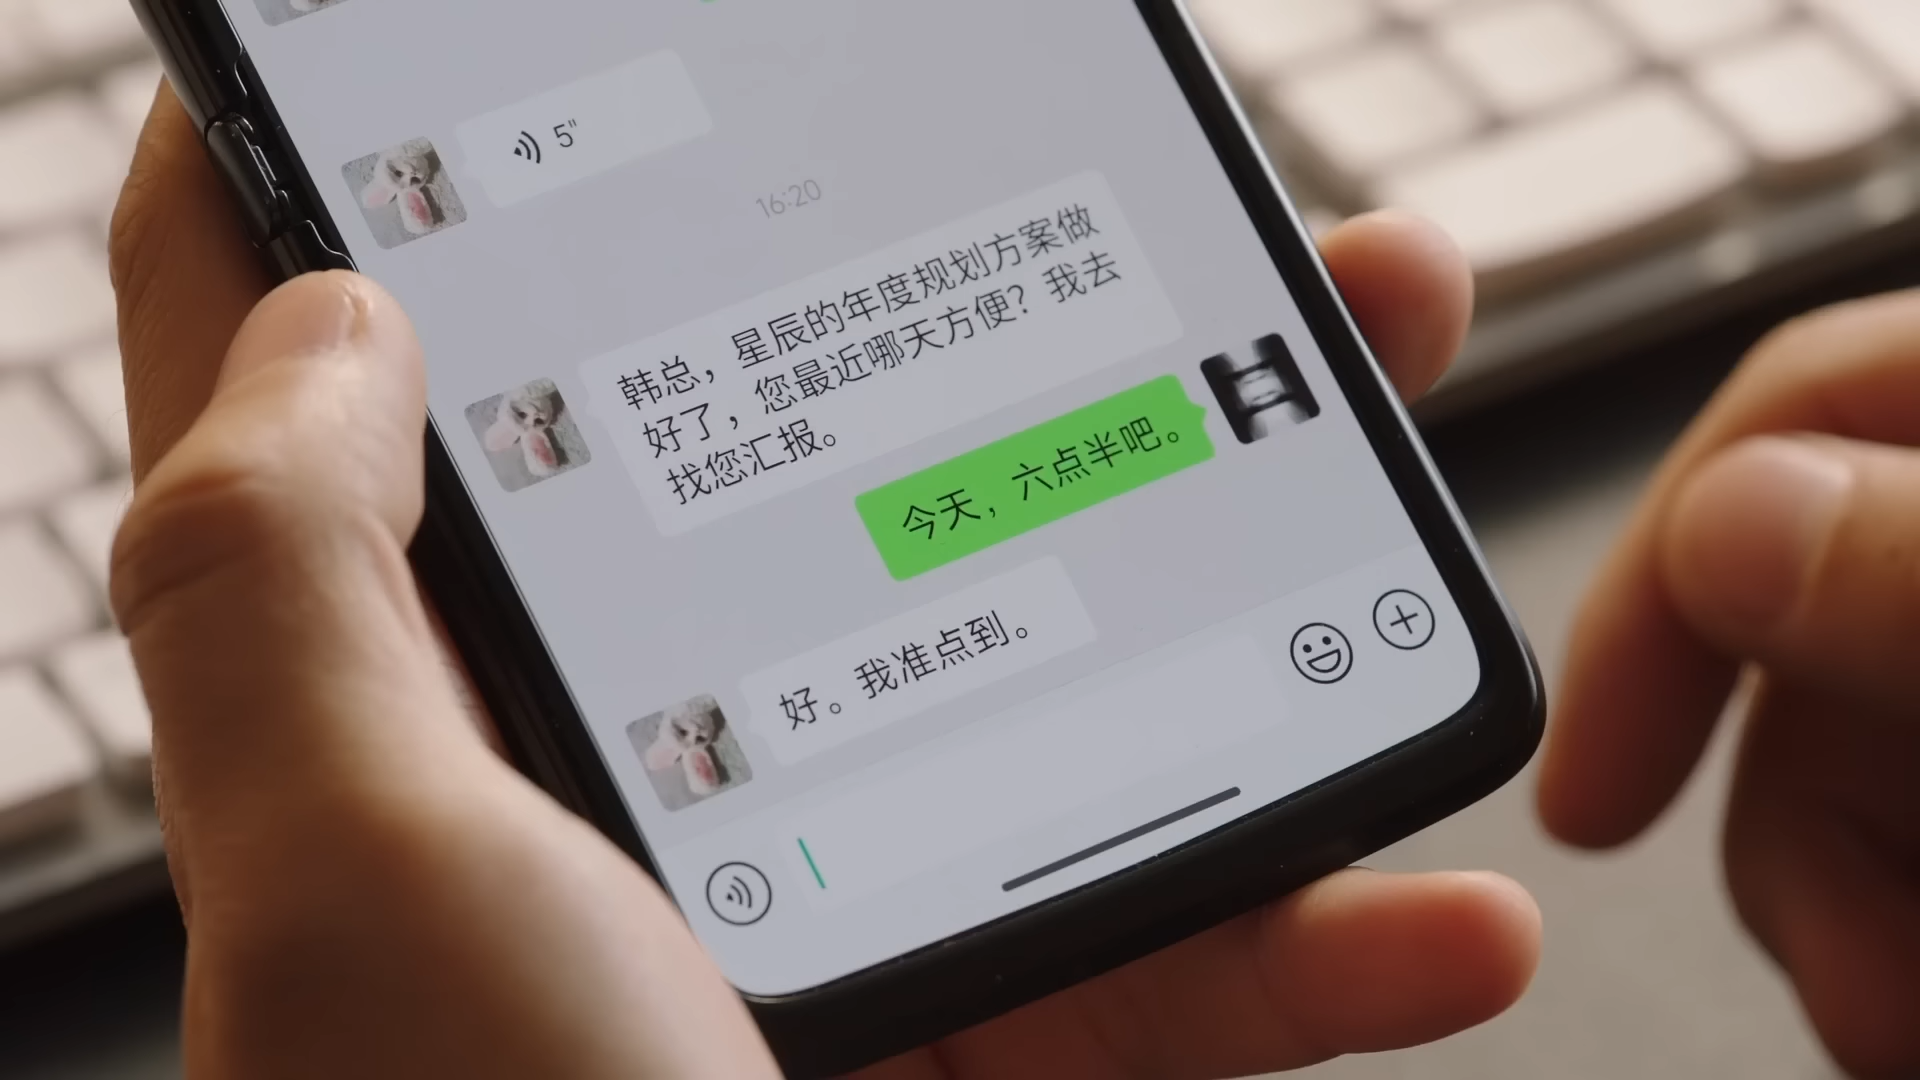 5"
16:20
韩总，星辰的年度规划方案做
好了，您最近哪天方便？我去
找您汇报。
今天，六点半吧。
好。我准点到。